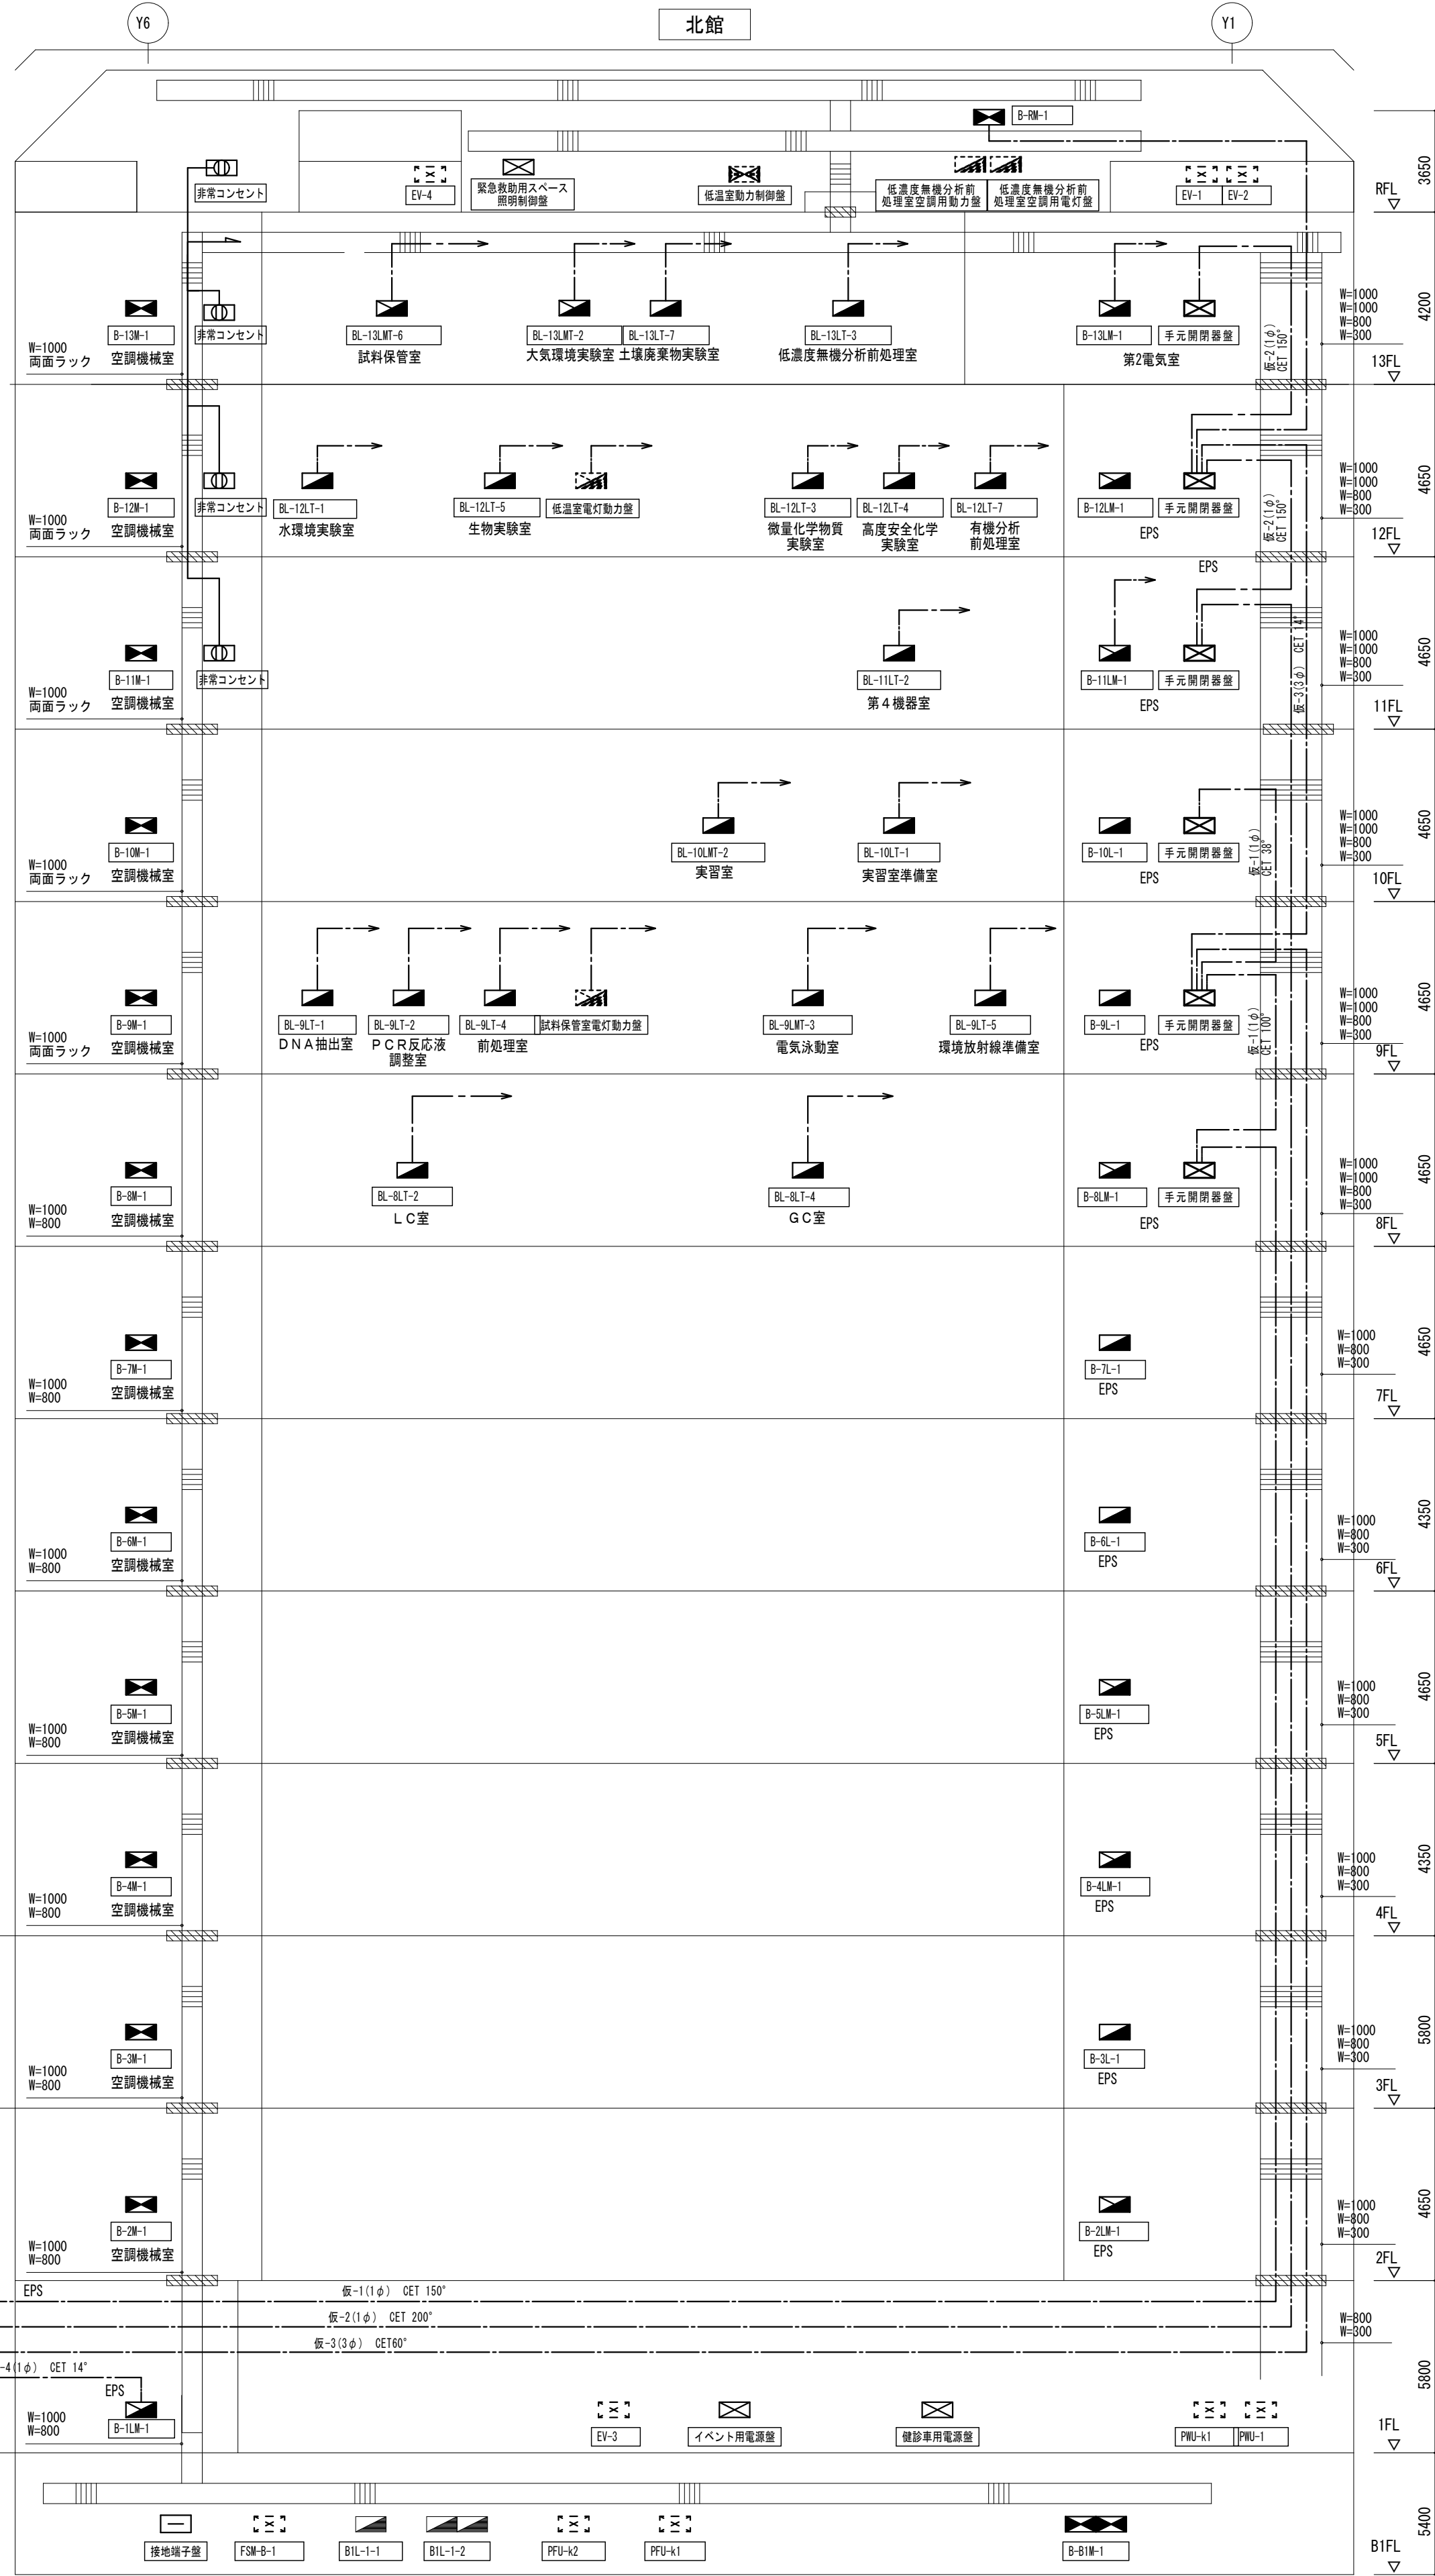 Y6
北館
Y1
B-RM-1
3650
非常コンセント
EV-4
緊急救助用スペース
照明制御盤
低温室動力制御盤
低濃度無機分析前
処理室空調用動力盤
低濃度無機分析前
処理室空調用電灯盤
EV-1
EV-2
RFL
B-13M-1
空調機械室
非常コンセント
BL-13LMT-6
試料保管室
BL-13LMT-2
大気環境実験室
BL-13LT-7
土壌廃棄物実験室
BL-13LT-3
低濃度無機分析前処理室
B-13LM-1
第2電気室
手元開閉器盤
仮-2(1φ)
CET 150°
W=1000
W=1000
W=800
W=300
4200
W=1000
両面ラック
13FL
B-12M-1
空調機械室
非常コンセント
BL-12LT-1
水環境実験室
BL-12LT-5
生物実験室
低温室電灯動力盤
BL-12LT-3
微量化学物質
実験室
BL-12LT-4
高度安全化学
実験室
BL-12LT-7
有機分析
前処理室
B-12LM-1
EPS
手元開閉器盤
仮-2(1φ)
CET 150°
W=1000
W=1000
W=800
W=300
4650
W=1000
両面ラック
12FL
EPS
B-11M-1
空調機械室
非常コンセント
BL-11LT-2
第4機器室
B-11LM-1
EPS
手元開閉器盤
仮-3(3φ) CET 14°
W=1000
W=1000
W=800
W=300
4650
W=1000
両面ラック
11FL
B-10M-1
空調機械室
BL-10LMT-2
実習室
BL-10LT-1
実習室準備室
B-10L-1
EPS
手元開閉器盤
仮-1(1φ)
CET 38°
W=1000
W=1000
W=800
W=300
4650
W=1000
両面ラック
10FL
B-9M-1
空調機械室
BL-9LT-1
DNA抽出室
BL-9LT-2
PCR反応液
調整室
BL-9LT-4
前処理室
試料保管室電灯動力盤
BL-9LMT-3
電気泳動室
BL-9LT-5
環境放射線準備室
B-9L-1
EPS
手元開閉器盤
仮-1(1φ)
CET 100°
W=1000
W=1000
W=800
W=300
4650
W=1000
両面ラック
9FL
B-8M-1
空調機械室
BL-8LT-2
LC室
BL-8LT-4
GC室
B-8LM-1
EPS
手元開閉器盤
W=1000
W=1000
W=800
W=300
4650
W=1000
W=800
8FL
B-7M-1
空調機械室
B-7L-1
EPS
W=1000
W=800
W=300
4650
W=1000
W=800
7FL
B-6M-1
空調機械室
B-6L-1
EPS
W=1000
W=800
W=300
4350
W=1000
W=800
6FL
B-5M-1
空調機械室
B-5LM-1
EPS
W=1000
W=800
W=300
4650
W=1000
W=800
5FL
B-4M-1
空調機械室
B-4LM-1
EPS
W=1000
W=800
W=300
4350
W=1000
W=800
4FL
B-3M-1
空調機械室
B-3L-1
EPS
W=1000
W=800
W=300
5800
W=1000
W=800
3FL
B-2M-1
空調機械室
B-2LM-1
EPS
W=1000
W=800
W=300
4650
W=1000
W=800
2FL
EPS
仮-1(1φ) CET 150°
仮-2(1φ) CET 200°
仮-3(3φ) CET60°
-4(1φ) CET 14°
EPS
W=800
W=300
5800
W=1000
W=800
B-1LM-1
EV-3
イベント用電源盤
健診車用電源盤
PWU-k1
PWU-1
1FL
接地端子盤
FSM-B-1
B1L-1-1
B1L-1-2
PFU-k2
PFU-k1
B-B1M-1
5400
B1FL